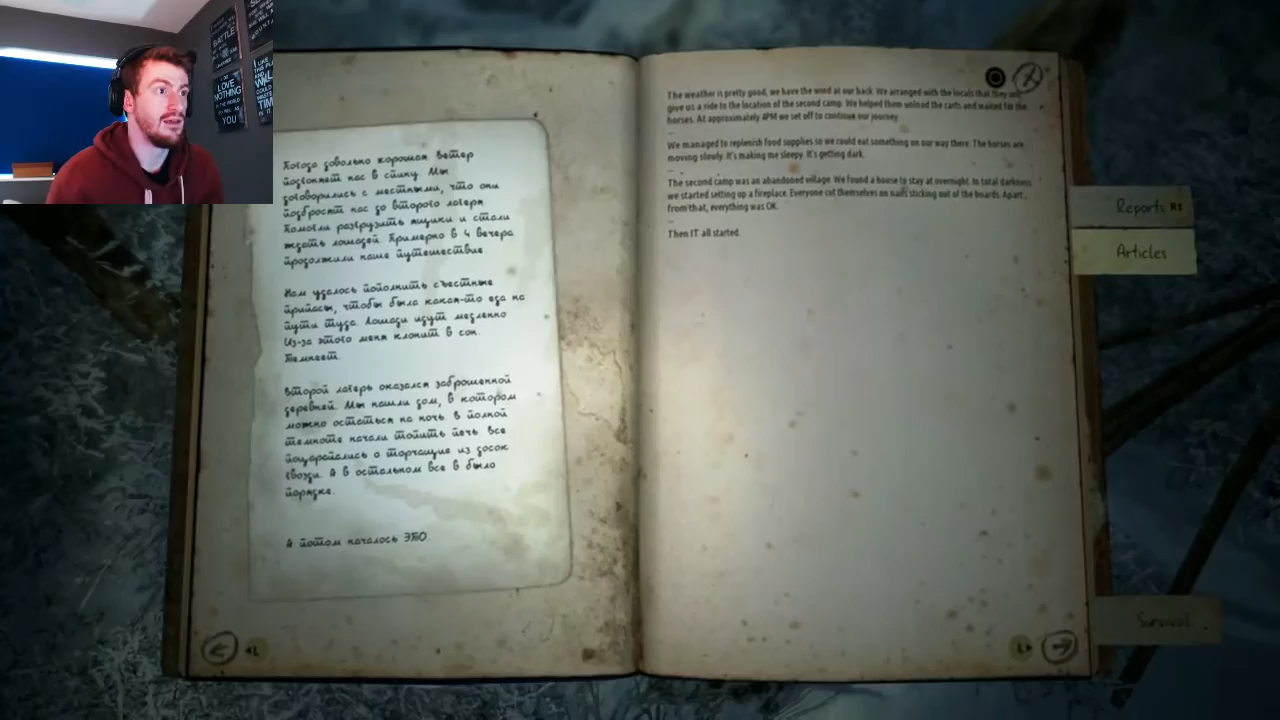 BATTLE
I
LOVE
NOTHING
IN THE WORLD
YOU
TIME
Погода довольно хорошая ветер
подгоняет нас в спину. Мы
договорились с местными, что они
подбросят нас до второго лагеря.
Помогли разгрузить ящики и стали
ждать лошадей. Примерно в 4 вечера
продолжили наше путешествие
Нам удалось пополнить съестные
припасы, чтобы была какая-то еда на
пути туда. Лошади идут медленно
Из-за этого меня клонит в сон.
Темнеет.
Второй лагерь оказался заброшенной
деревней. Мы нашли дом, в котором
можно остаться на ночь в полной
темноте начали топить печь все
поцарапались о торчащие из досок
гвозди. А в остальном все в было
порядке.
А потом началось ЭТО.
L
The weather is pretty good, we have the wind at our back. We arranged with the locals that they will
give us a ride to the location of the second camp. We helped them unload the carts and waited for the
horses. At approximately 4PM we set off to continue our journey.
...
We managed to replenish food supplies so we could eat something on our way there. The horses are
moving slowly. It's making me sleepy. It's getting dark.
...
The second camp was an abandoned village. We found a house to stay at overnight. In total darkness
we started setting up a fireplace. Everyone cut themselves on nails sticking out of the boards. Apart
from that, everything was OK.
...
Then IT all started.
Reports R1
Articles
Survival
L